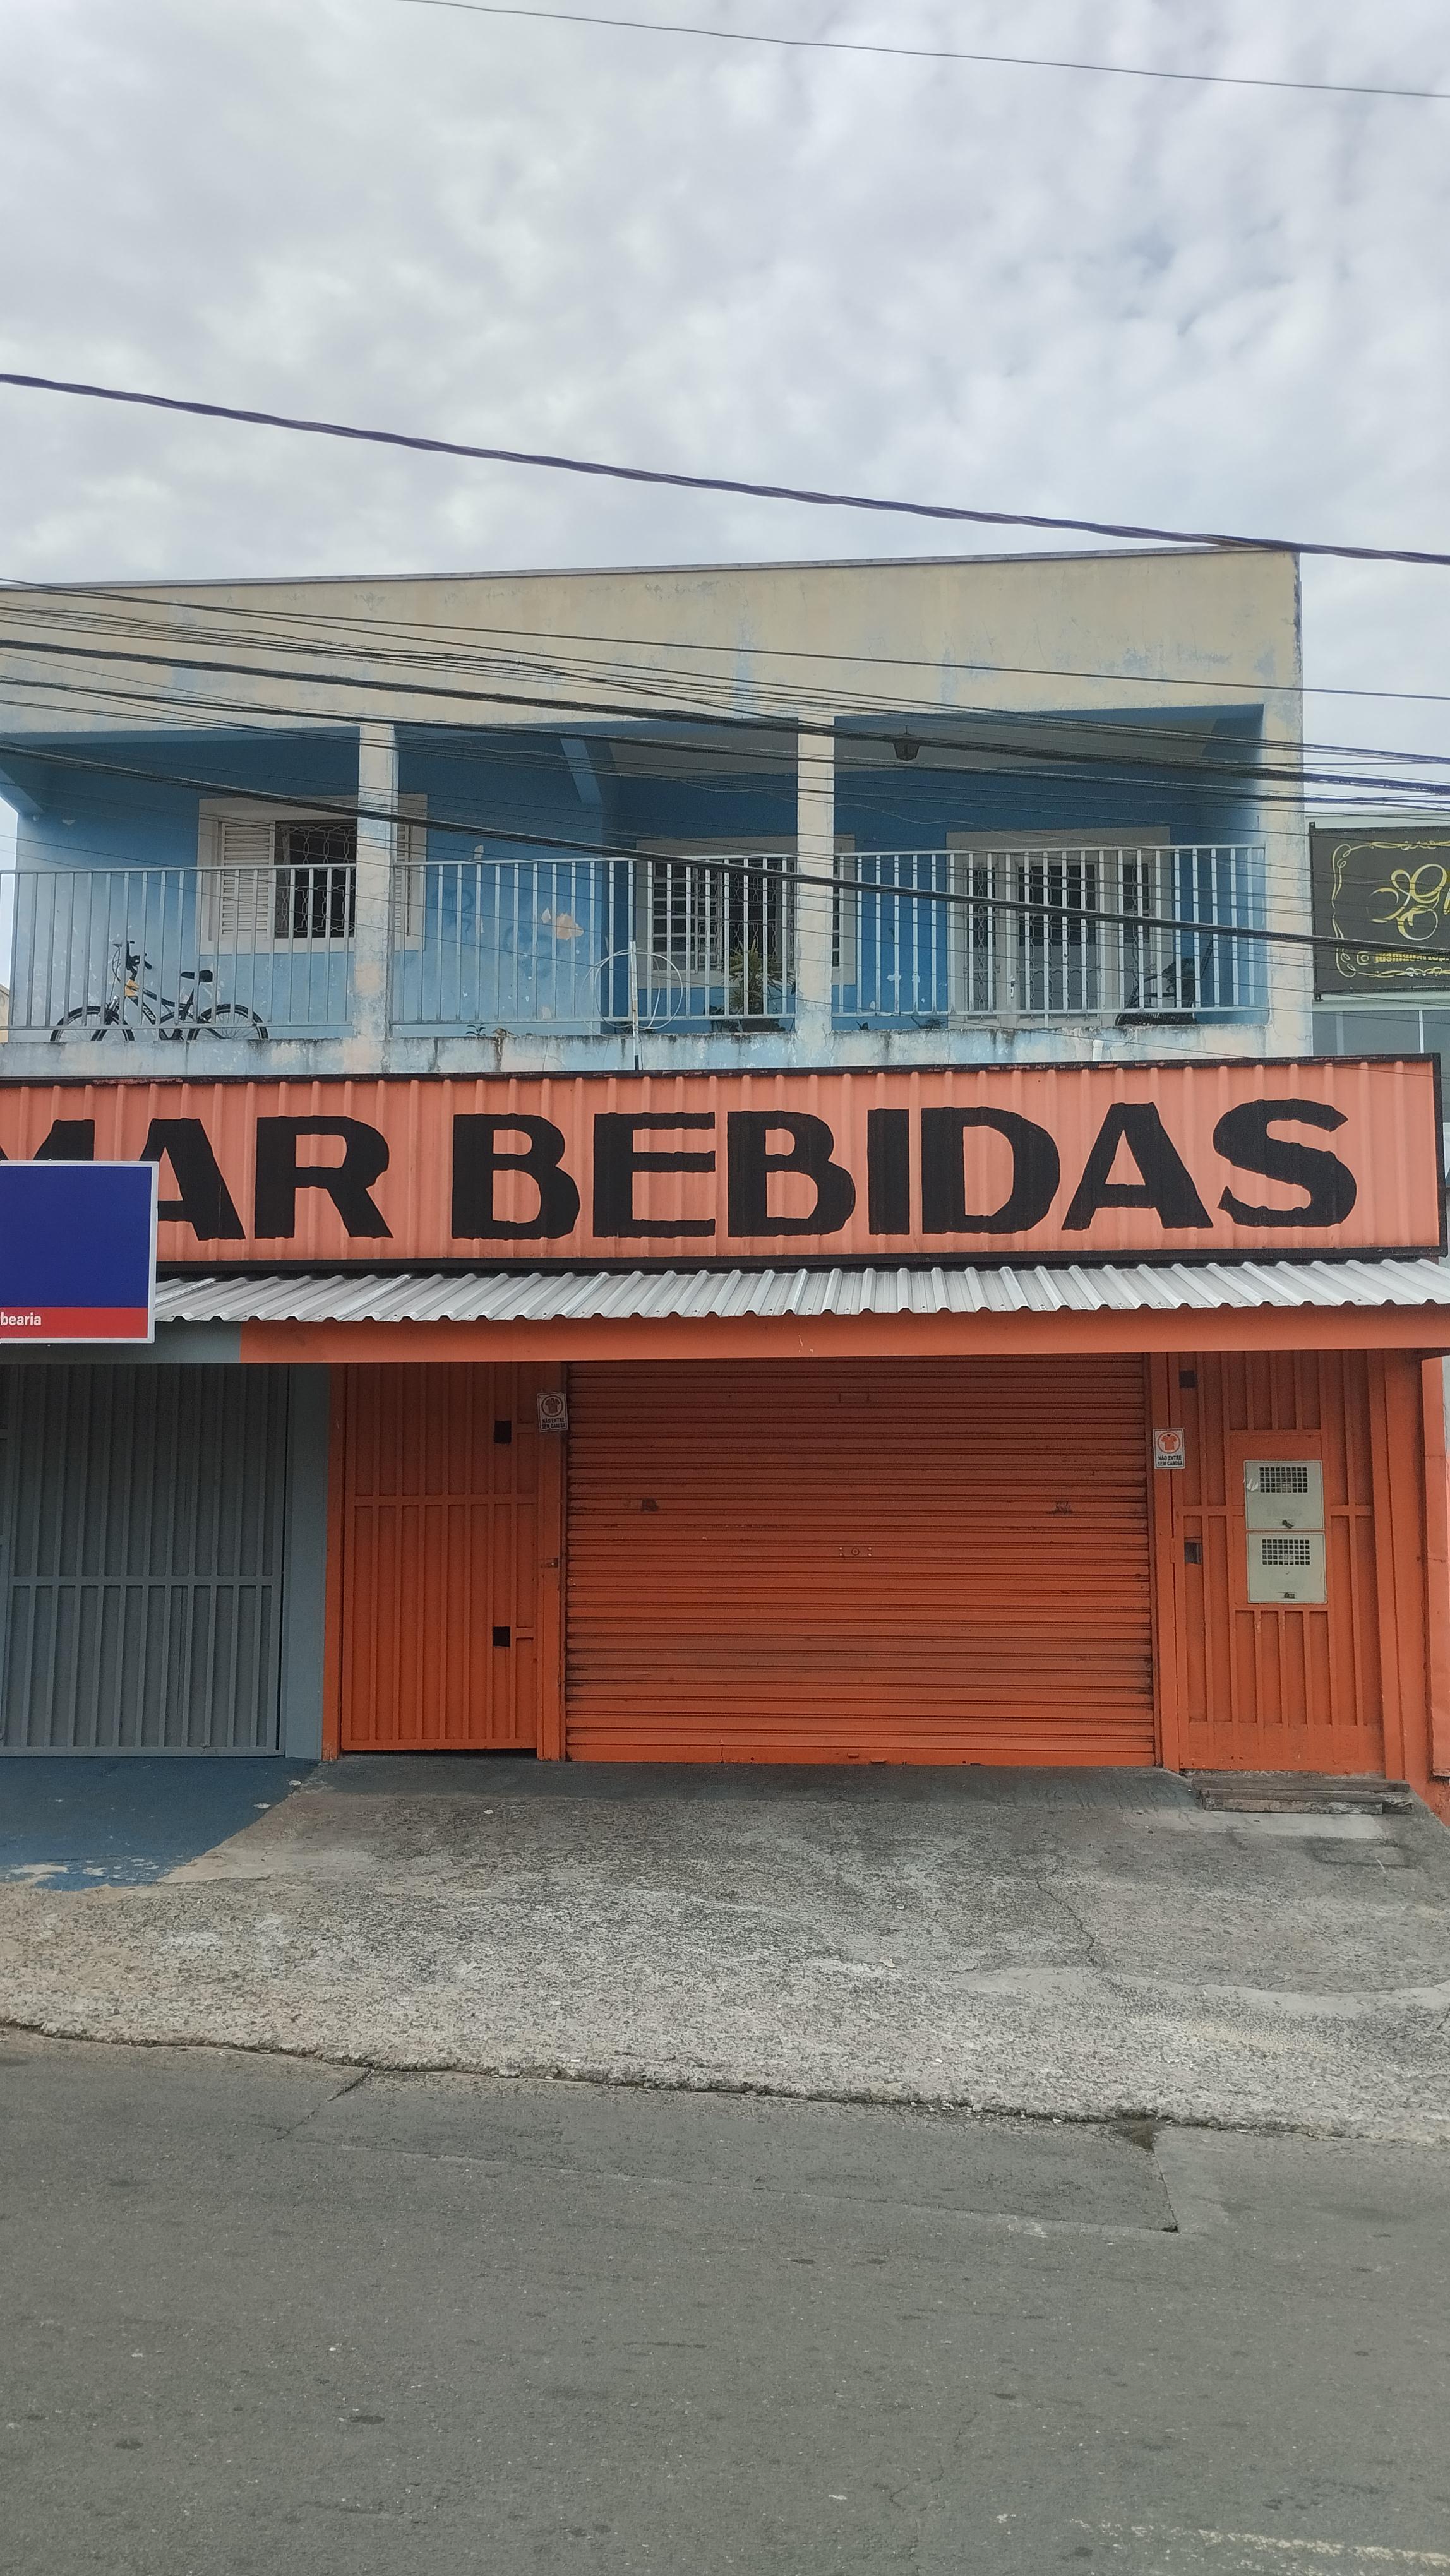 MAR BEBIDAS
bearia
NÃO ENTRE
SEM CAMISA
NÃO ENTRE
SEM CAMISA